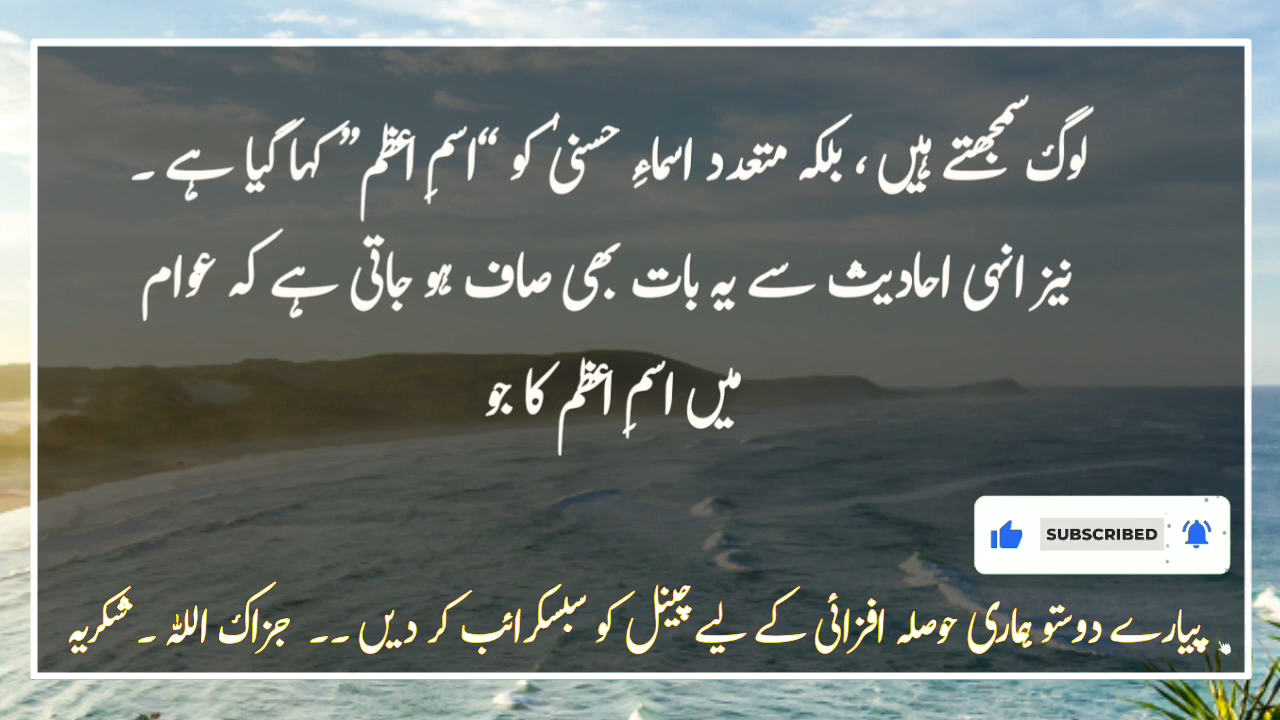 لوگ سمجھتے ہیں ، بلکہ متعدد اسماءِ حسنیٰ کو “اسمِ اعظم” کہا گیا ہے ۔
نیز انہی احادیث سے یہ بات بھی صاف ہو جاتی ہے کہ عوام
میں اسمِ اعظم کا جو
SUBSCRIBED
پیارے دوستو ہماری حوصلہ افزائی کے لیے چینل کو سبسکرائب کر دیں ۔۔ جزاک اللہ ۔ شکریہ